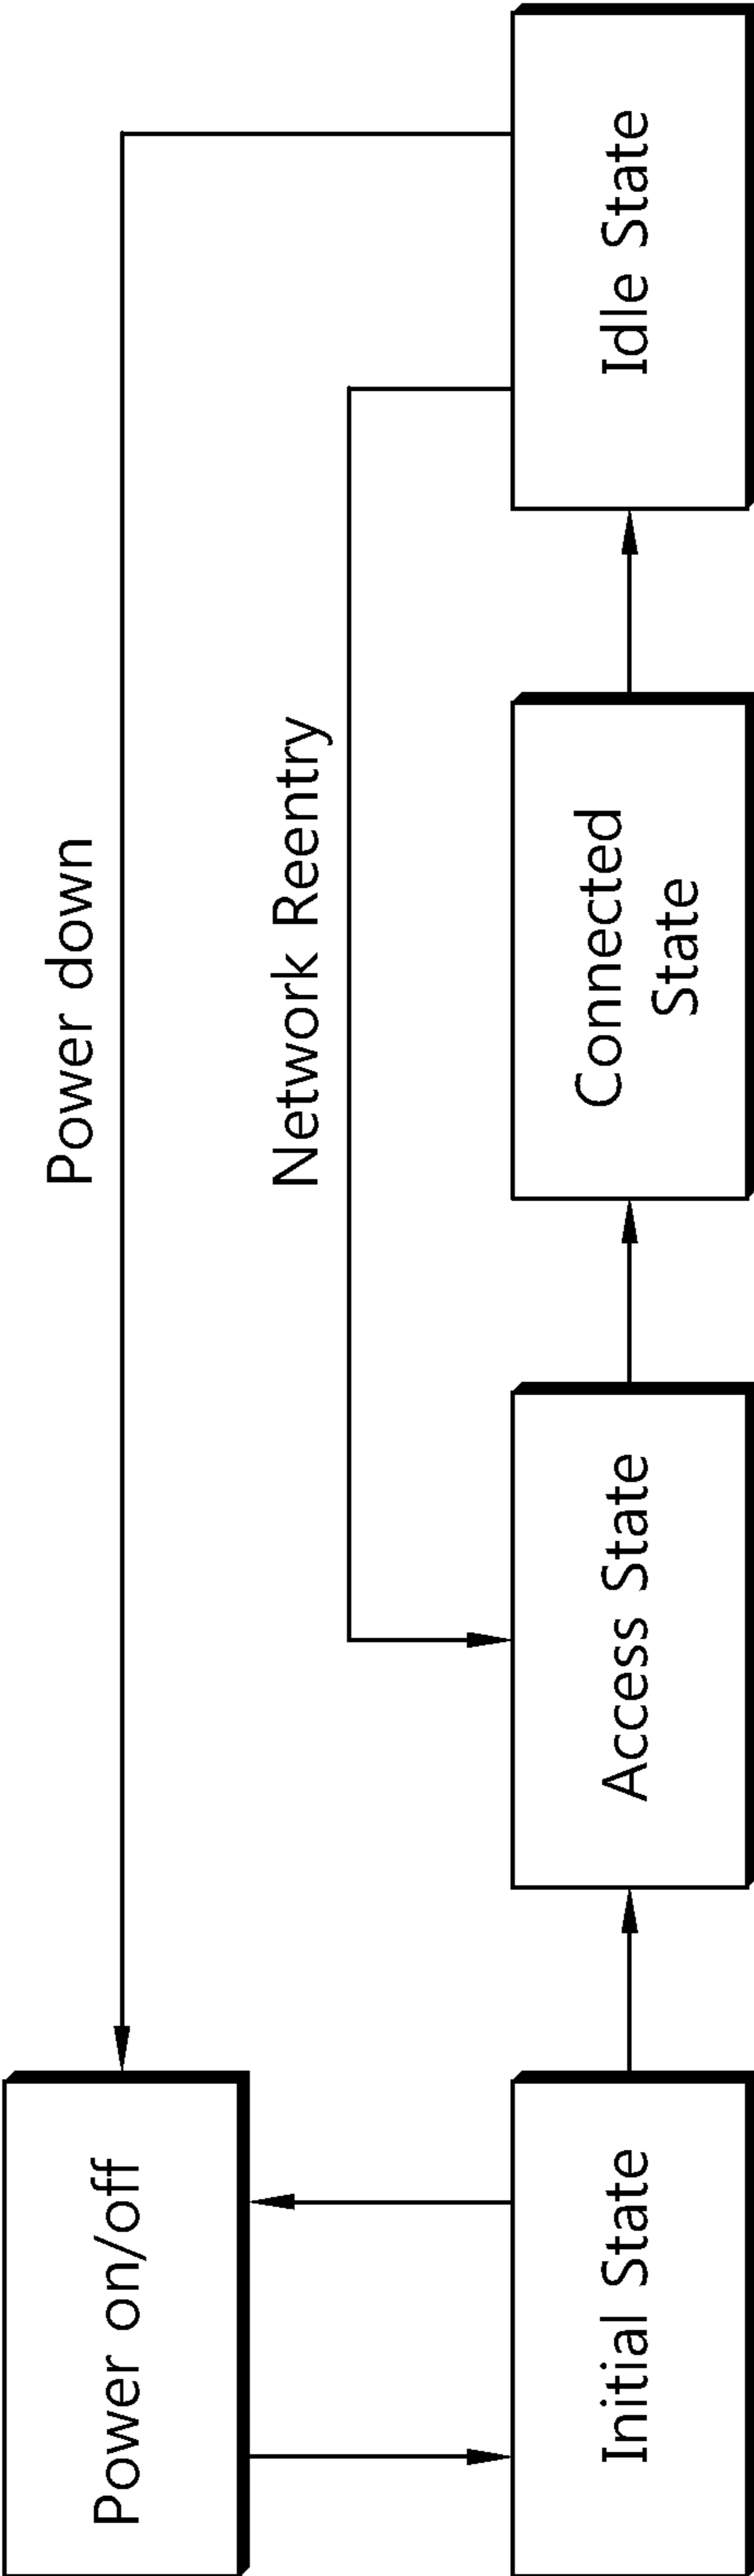 Power on/off
Power down
Network Reentry
Initial State
Access State
Connected
State
Idle State